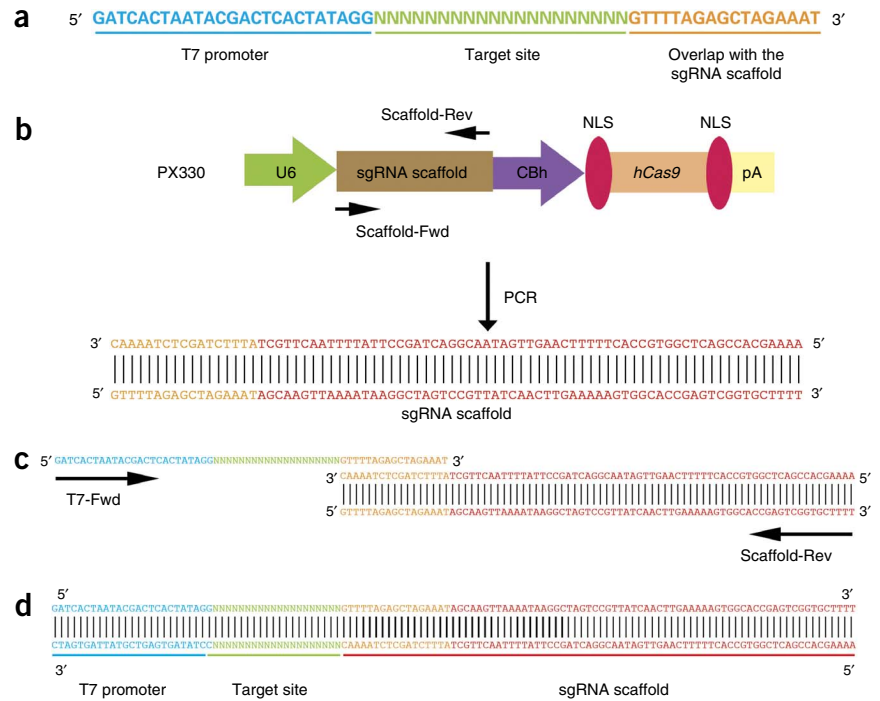 a
5′ GATCACTAATACGACTCACTATAGGNNNNNNNNNNNNNNNNNNNNGTTTTAGAGCTAGAAAT 3′
T7 promoter Target site Overlap with the
sgRNA scaffold
b
Scaffold-Rev NLS NLS
PX330 U6 sgRNA scaffold CBh hCas9 pA
Scaffold-Fwd
PCR
3′ CAAAATCTCGATCTTTATCGTTCAATTTTATTCCGATCAGGCAATAGTTGAACTTTTTCACCGTGGCTCAGCCACGAAAA 5′
5′ GTTTTAGAGCTAGAAATAGCAAGTTAAAATAAGGCTAGTCCGTTATCAACTTGAAAAAGTGGCACCGAGTCGGTGCTTTT 3′
sgRNA scaffold
c
5′ GATCACTAATACGACTCACTATAGGNNNNNNNNNNNNNNNNNNNNGTTTTAGAGCTAGAAAT 3′
3′ CAAAATCTCGATCTTTATCGTTCAATTTTATTCCGATCAGGCAATAGTTGAACTTTTTCACCGTGGCTCAGCCACGAAAA 5′
T7-Fwd
5′ GTTTTAGAGCTAGAAATAGCAAGTTAAAATAAGGCTAGTCCGTTATCAACTTGAAAAAGTGGCACCGAGTCGGTGCTTTT 3′
Scaffold-Rev
d
5′ 3′
GATCACTAATACGACTCACTATAGGNNNNNNNNNNNNNNNNNNNNGTTTTAGAGCTAGAAATAGCAAGTTAAAATAAGGCTAGTCCGTTATCAACTTGAAAAAGTGGCACCGAGTCGGTGCTTTT
CTAGTGATTATGCTGAGTGATATCCNNNNNNNNNNNNNNNNNNNNCAAAATCTCGATCTTTATCGTTCAATTTTATTCCGATCAGGCAATAGTTGAACTTTTTCACCGTGGCTCAGCCACGAAAA
3′ 5′
T7 promoter Target site sgRNA scaffold